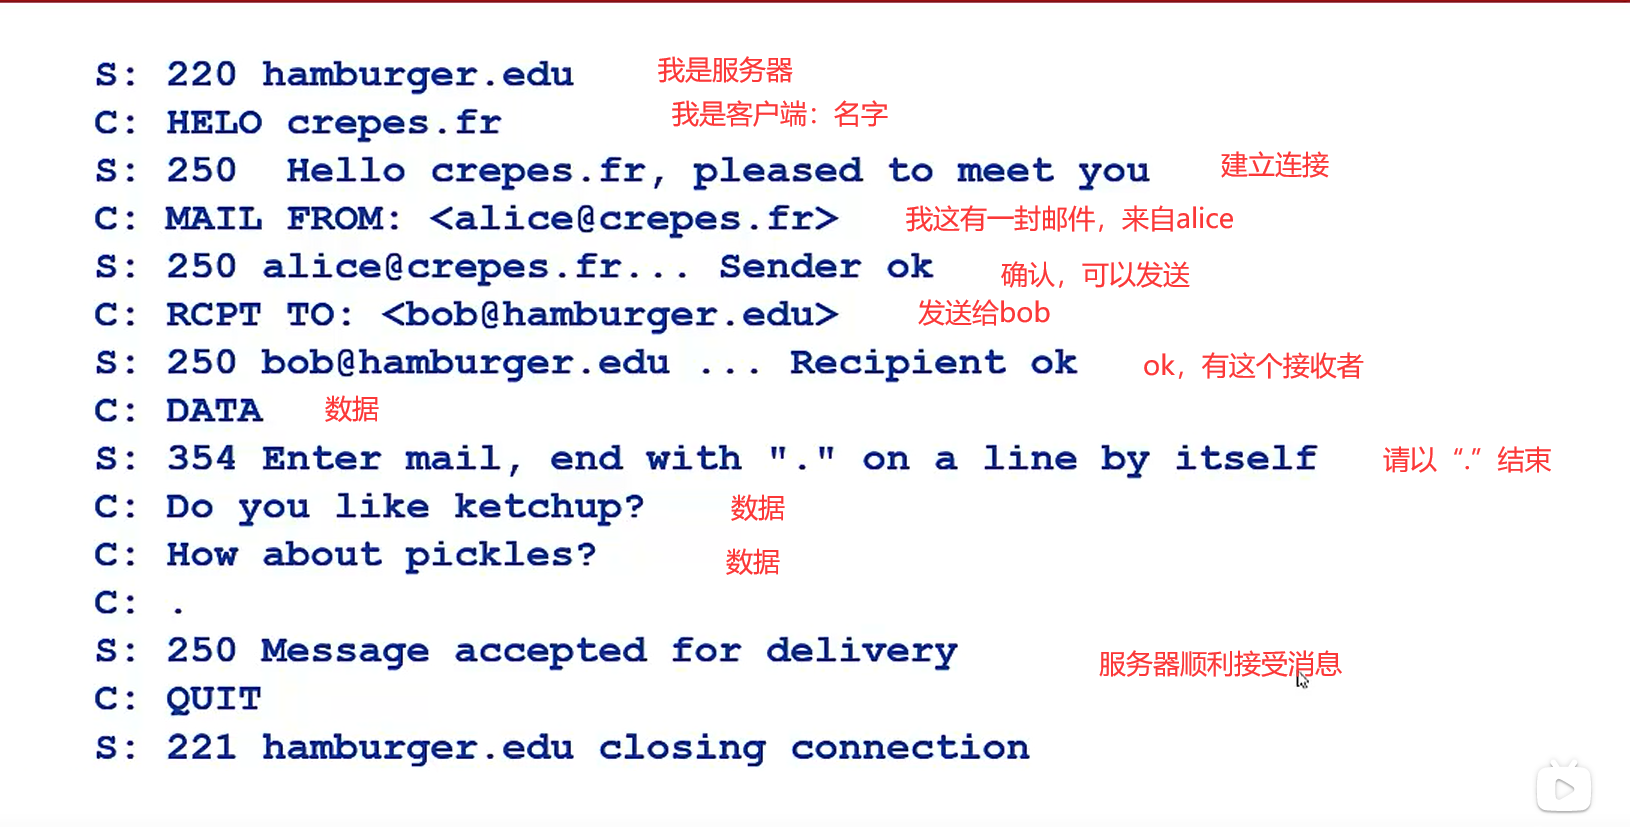 S: 220 hamburger.edu 我是服务器
C: HELO crepes.fr 我是客户端：名字
S: 250  Hello crepes.fr, pleased to meet you 建立连接
C: MAIL FROM: <alice@crepes.fr> 我这有一封邮件，来自alice
S: 250 alice@crepes.fr... Sender ok 确认，可以发送
C: RCPT TO: <bob@hamburger.edu> 发送给bob
S: 250 bob@hamburger.edu ... Recipient ok ok，有这个接收者
C: DATA 数据
S: 354 Enter mail, end with "." on a line by itself 请以“.”结束
C: Do you like ketchup? 数据
C: How about pickles? 数据
C: .
S: 250 Message accepted for delivery 服务器顺利接受消息
C: QUIT
S: 221 hamburger.edu closing connection